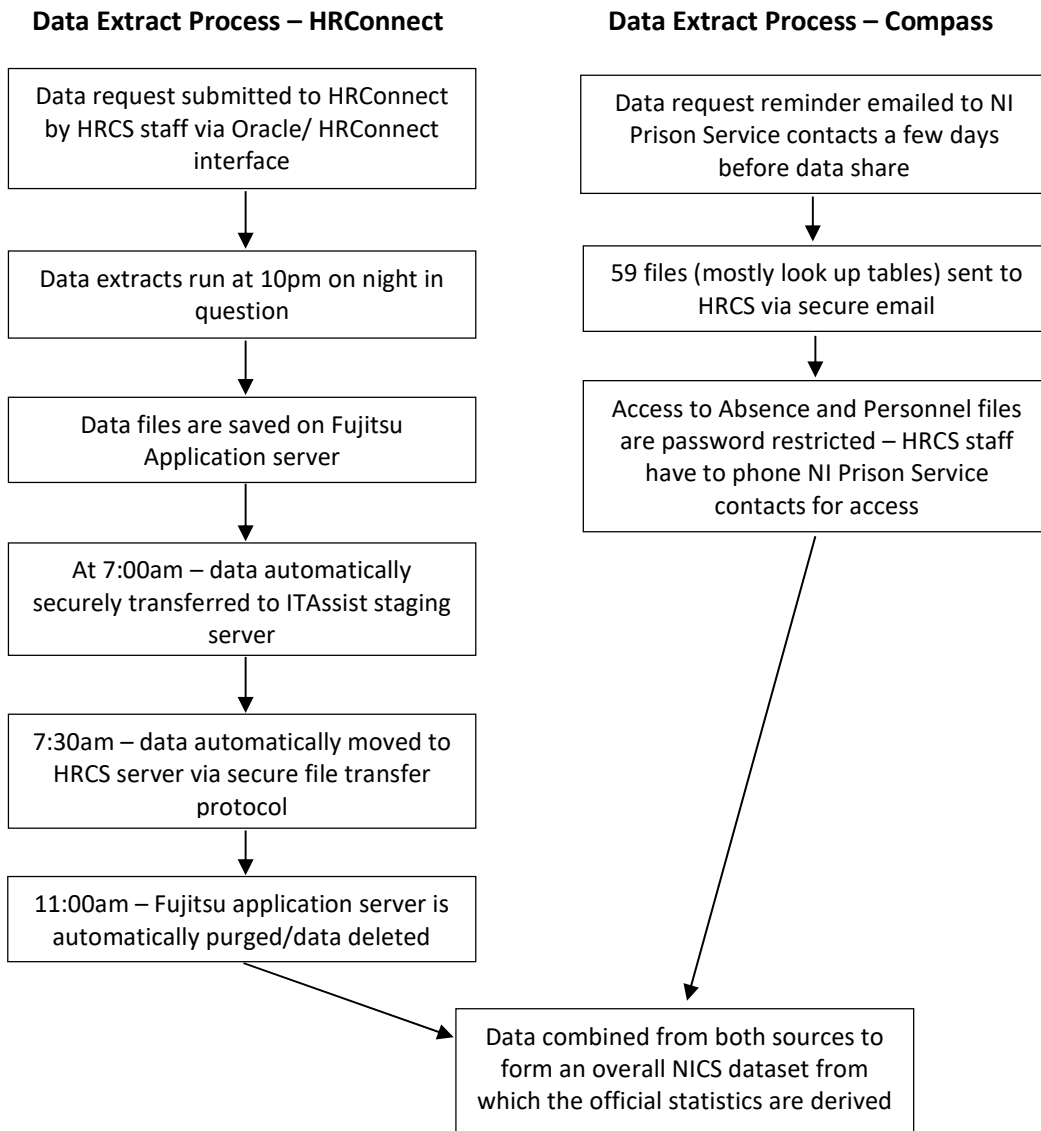 Data Extract Process – HRConnect
Data request submitted to HRConnect
by HRCS staff via Oracle/ HRConnect
interface
Data extracts run at 10pm on night in
question
Data files are saved on Fujitsu
Application server
At 7:00am – data automatically
securely transferred to ITAssist staging
server
7:30am – data automatically moved to
HRCS server via secure file transfer
protocol
11:00am – Fujitsu application server is
automatically purged/data deleted
Data Extract Process – Compass
Data request reminder emailed to NI
Prison Service contacts a few days
before data share
59 files (mostly look up tables) sent to
HRCS via secure email
Access to Absence and Personnel files
are password restricted – HRCS staff
have to phone NI Prison Service
contacts for access
Data combined from both sources to
form an overall NICS dataset from
which the official statistics are derived